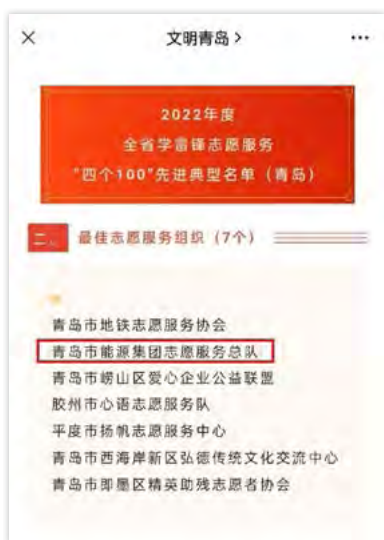 文明青岛 >
2022年度
全省学雷锋志愿服务
"四个100"先进典型名单（青岛）
二、 最佳志愿服务组织（7个）
青岛市地铁志愿服务协会
青岛市能源集团志愿服务总队
青岛市崂山区爱心企业公益联盟
胶州市心语志愿服务队
平度市扬帆志愿服务中心
青岛市西海岸新区弘德传统文化交流中心
青岛市即墨区精英助残志愿者协会